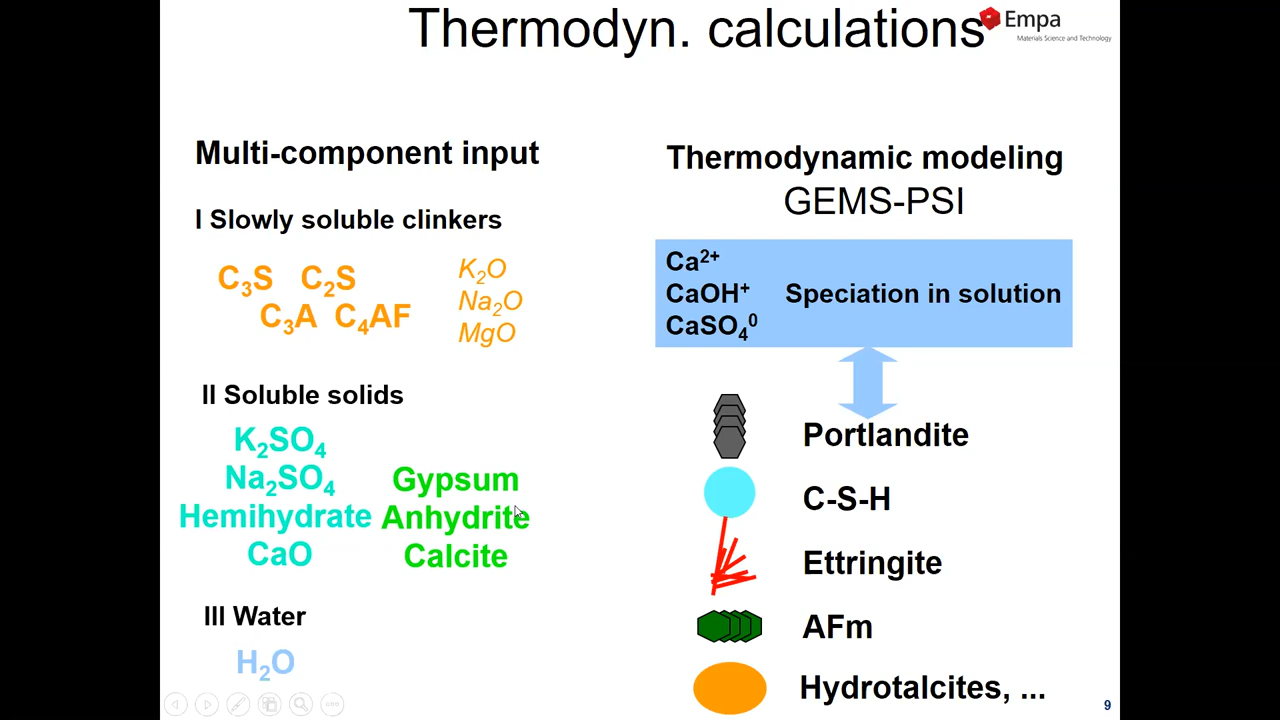 Thermodyn. calculations
Empa
Materials Science and Technology
Multi-component input
I Slowly soluble clinkers
C₃S C₂S
C₃A C₄AF
K₂O
Na₂O
MgO
II Soluble solids
K₂SO₄
Na₂SO₄
Hemihydrate
CaO
Gypsum
Anhydrite
Calcite
III Water
H₂O
Thermodynamic modeling
GEMS-PSI
Ca²⁺
CaOH⁺
CaSO₄⁰
Speciation in solution
Portlandite
C-S-H
Ettringite
AFm
Hydrotalcites, ...
9